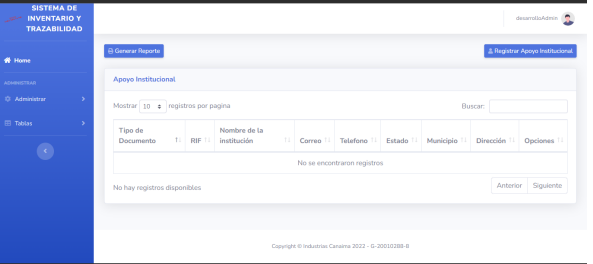 SISTEMA DE
INVENTARIO Y
TRAZABILIDAD
desarrolloAdmin
Home
ADMINISTRAR
Administrar
Tablas
Generar Reporte
Registrar Apoyo Institucional
Apoyo Institucional
Mostrar 10 registros por pagina
Buscar:
Tipo de
Documento
RIF
Nombre de la
institución
Correo
Telefono
Estado
Municipio
Dirección
Opciones
No se encontraron registros
No hay registros disponibles
Anterior
Siguiente
Copyright © Industrias Canaima 2022 - G-20010288-8